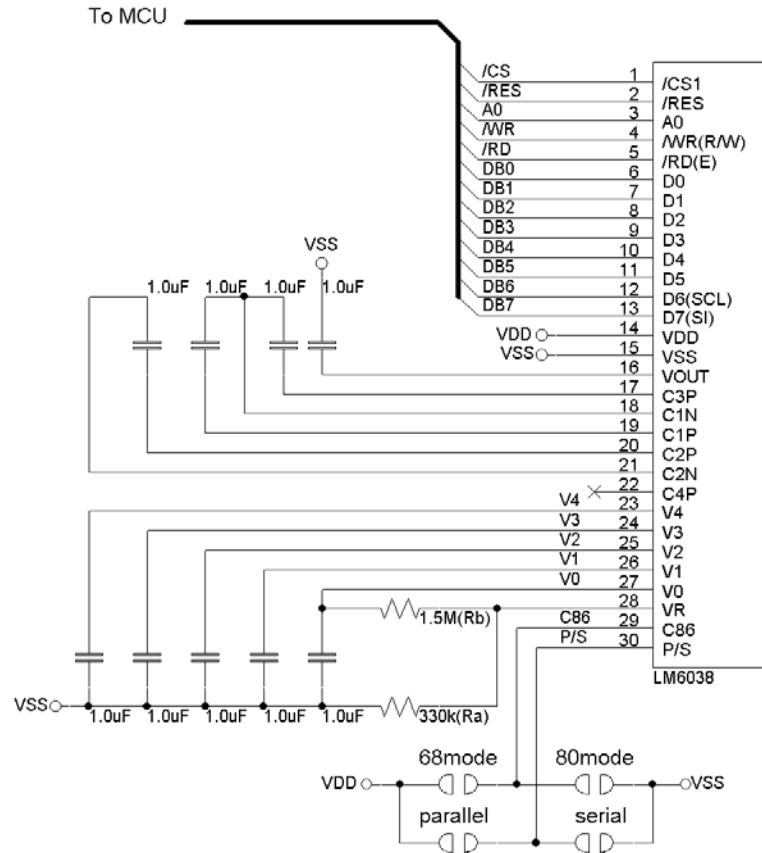 To MCU
/CS 1 /CS1
/RES 2 /RES
A0 3 A0
/WR 4 /WR(R/W)
/RD 5 /RD(E)
DB0 6 D0
DB1 7 D1
DB2 8 D2
DB3 9 D3
DB4 10 D4
DB5 11 D5
DB6 12 D6(SCL)
DB7 13 D7(SI)
VDD 14 VDD
VSS 15 VSS
16 VOUT
17 C3P
18 C1N
19 C1P
20 C2P
21 C2N
22 C4P
V4 23 V4
V3 24 V3
V2 25 V2
V1 26 V1
V0 27 V0
28 VR
C86 29 C86
P/S 30 P/S
LM6038
VSS
1.0uF 1.0uF 1.0uF 1.0uF
1.5M(Rb)
VSS
1.0uF 1.0uF 1.0uF 1.0uF 1.0uF 330k(Ra)
68mode 80mode
VDD VSS
parallel serial